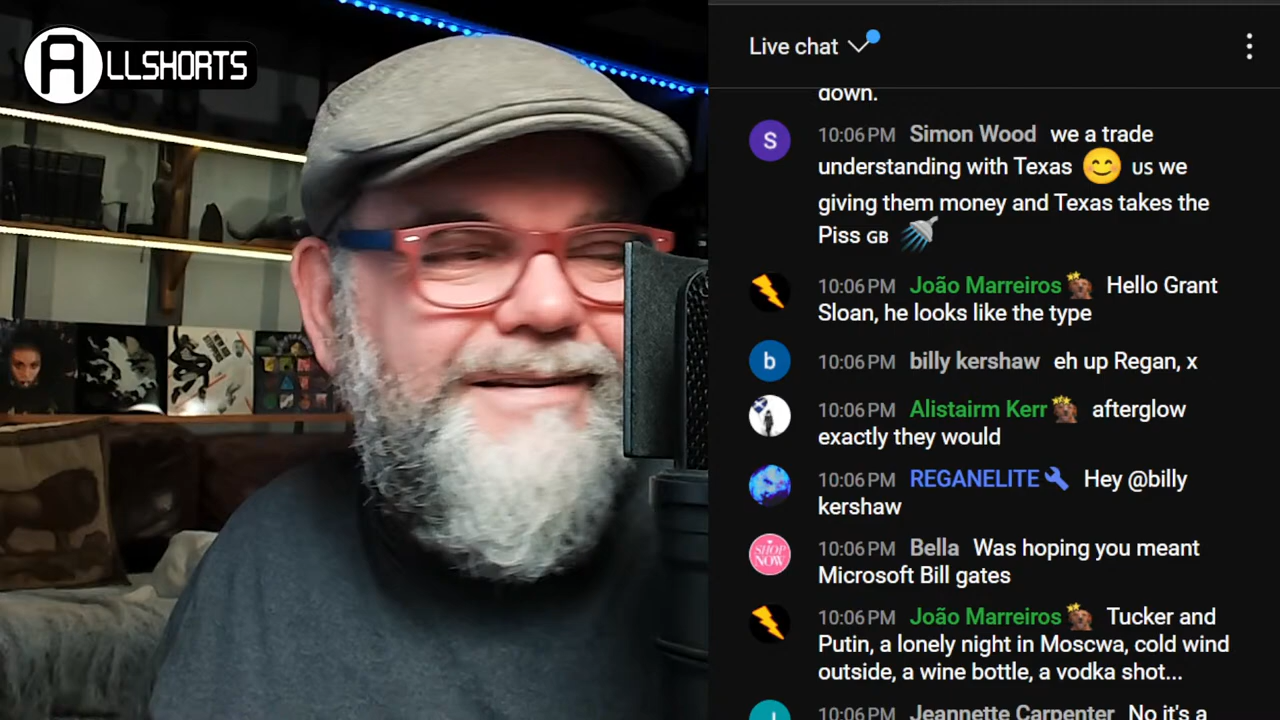 ALLSHORTS
Live chat
down.
S
10:06 PM Simon Wood we a trade
understanding with Texas 😊 US we
giving them money and Texas takes the
Piss GB 🚿
10:06 PM João Marreiros Hello Grant
Sloan, he looks like the type
b
10:06 PM billy kershaw eh up Regan, x
10:06 PM Alistairm Kerr afterglow
exactly they would
10:06 PM REGANELITE Hey @billy
kershaw
SHOP
NOW
10:06 PM Bella Was hoping you meant
Microsoft Bill gates
10:06 PM João Marreiros Tucker and
Putin, a lonely night in Moscwa, cold wind
outside, a wine bottle, a vodka shot...
10:06 PM Jeannette Carpenter No it's a